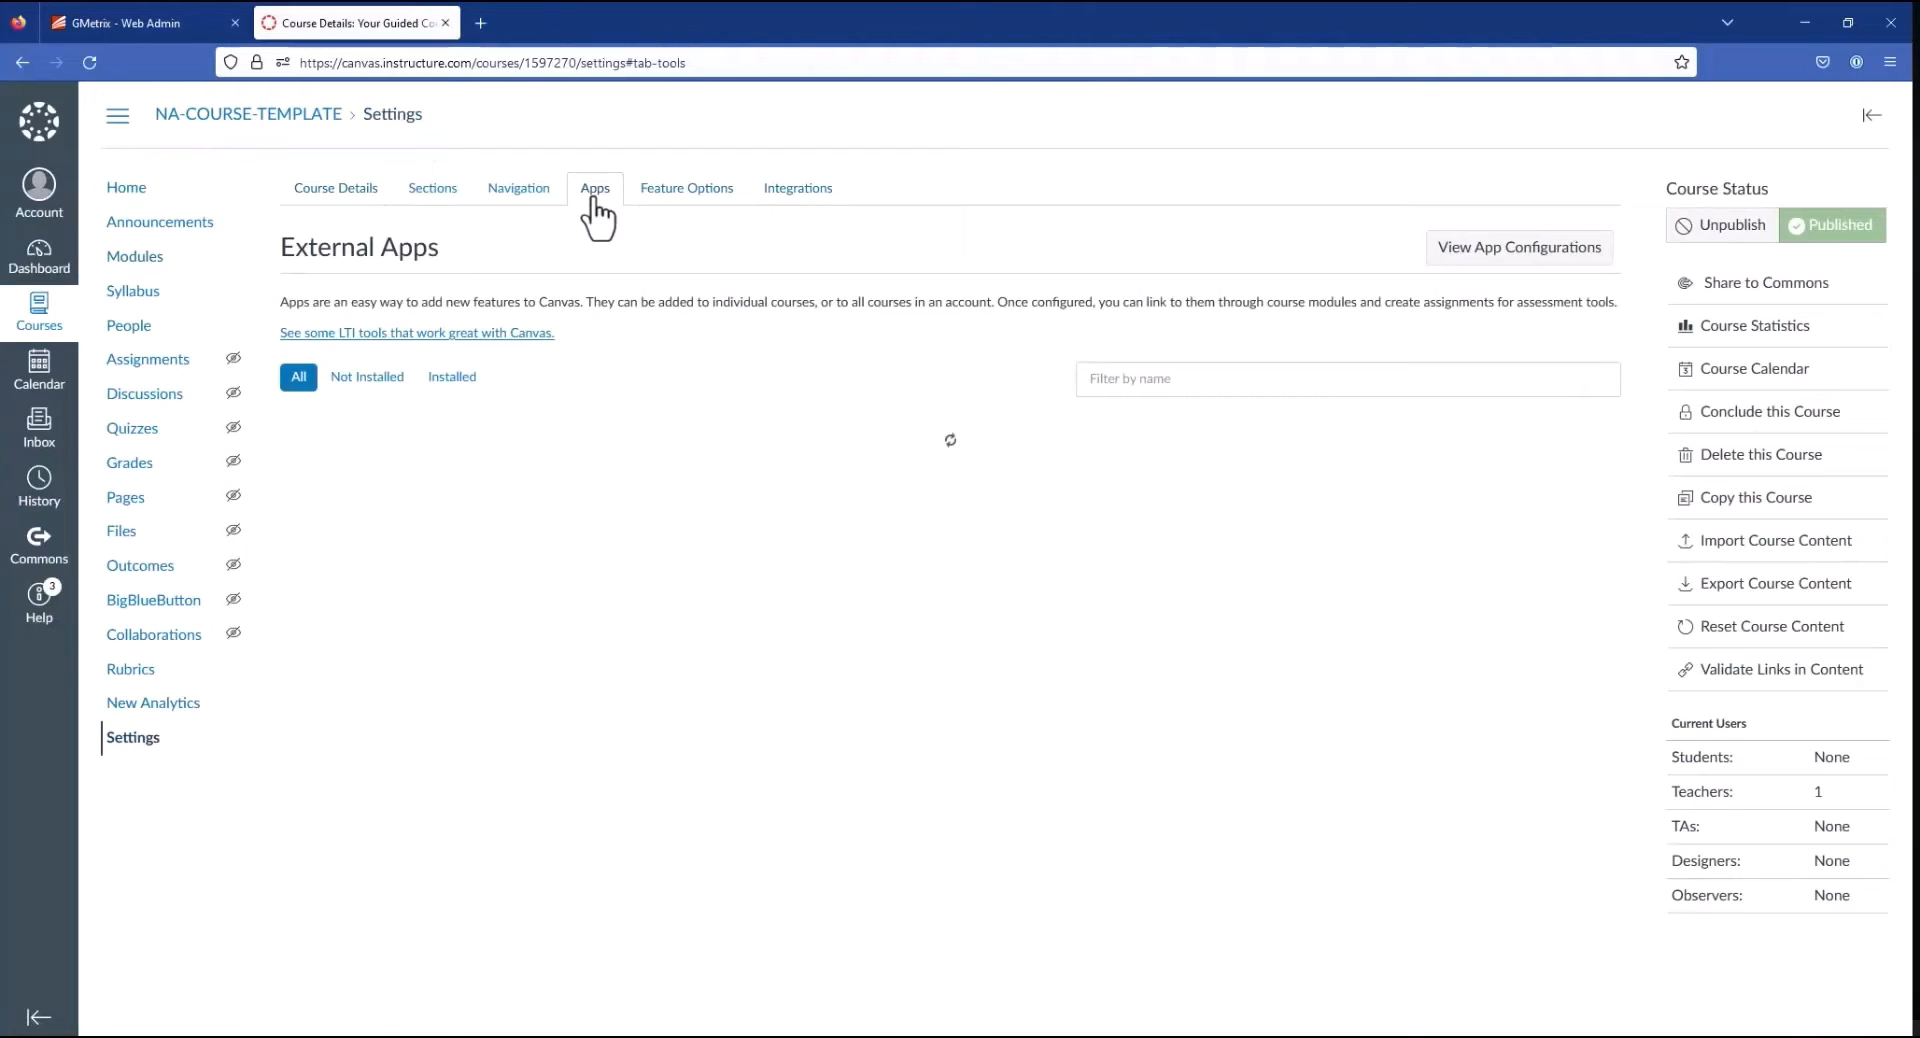 GMetrix - Web Admin
Course Details: Your Guided Co
https://canvas.instructure.com/courses/1597270/settings#tab-tools
NA-COURSE-TEMPLATE > Settings
Account
Dashboard
Courses
Calendar
Inbox
History
Commons
3
Help
Home
Announcements
Modules
Syllabus
People
Assignments
Discussions
Quizzes
Grades
Pages
Files
Outcomes
BigBlueButton
Collaborations
Rubrics
New Analytics
Settings
Course Details Sections Navigation Apps Feature Options Integrations
External Apps
View App Configurations
Apps are an easy way to add new features to Canvas. They can be added to individual courses, or to all courses in an account. Once configured, you can link to them through course modules and create assignments for assessment tools.
See some LTI tools that work great with Canvas.
All Not Installed Installed
Filter by name
Course Status
Unpublish Published
Share to Commons
Course Statistics
Course Calendar
Conclude this Course
Delete this Course
Copy this Course
Import Course Content
Export Course Content
Reset Course Content
Validate Links in Content
Current Users
Students: None
Teachers: 1
TAs: None
Designers: None
Observers: None